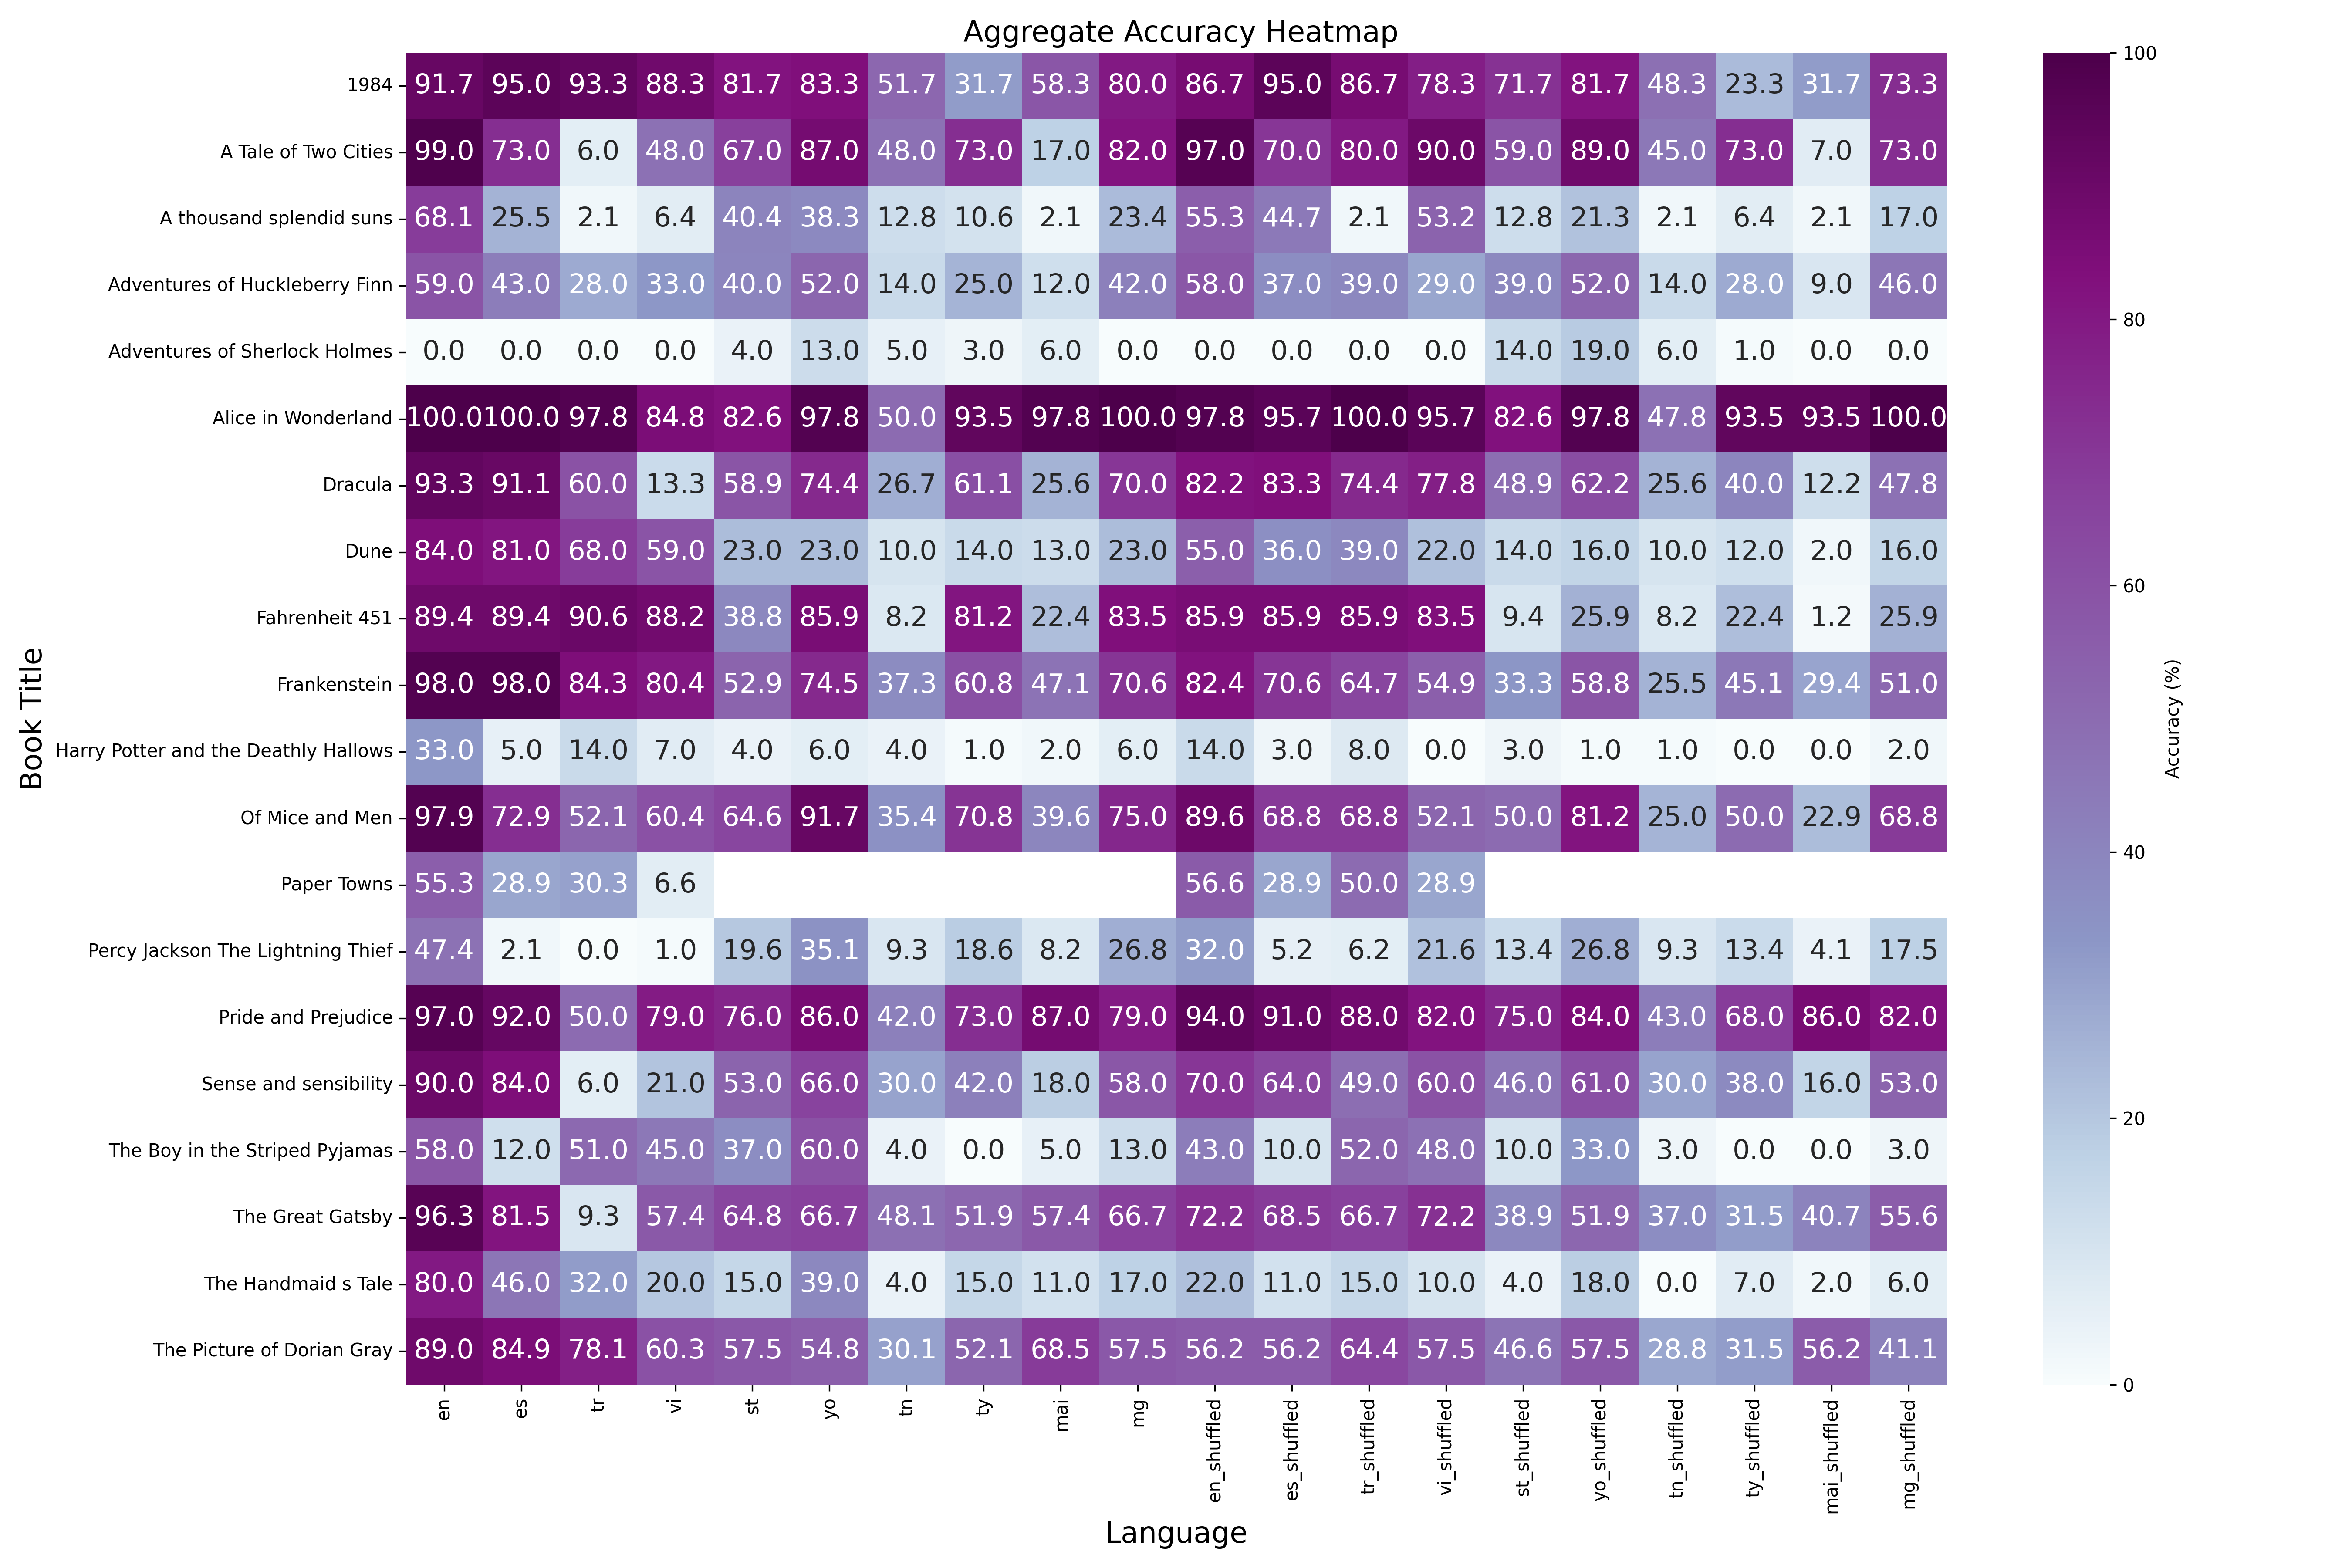 Aggregate Accuracy Heatmap
1984 91.7 95.0 93.3 88.3 81.7 83.3 51.7 31.7 58.3 80.0 86.7 95.0 86.7 78.3 71.7 81.7 48.3 23.3 31.7 73.3
A Tale of Two Cities 99.0 73.0 6.0 48.0 67.0 87.0 48.0 73.0 17.0 82.0 97.0 70.0 80.0 90.0 59.0 89.0 45.0 73.0 7.0 73.0
A thousand splendid suns 68.1 25.5 2.1 6.4 40.4 38.3 12.8 10.6 2.1 23.4 55.3 44.7 2.1 53.2 12.8 21.3 2.1 6.4 2.1 17.0
Adventures of Huckleberry Finn 59.0 43.0 28.0 33.0 40.0 52.0 14.0 25.0 12.0 42.0 58.0 37.0 39.0 29.0 39.0 52.0 14.0 28.0 9.0 46.0
Adventures of Sherlock Holmes 0.0 0.0 0.0 0.0 4.0 13.0 5.0 3.0 6.0 0.0 0.0 0.0 0.0 0.0 14.0 19.0 6.0 1.0 0.0 0.0
Alice in Wonderland 100.0 100.0 97.8 84.8 82.6 97.8 50.0 93.5 97.8 100.0 97.8 95.7 100.0 95.7 82.6 97.8 47.8 93.5 93.5 100.0
Dracula 93.3 91.1 60.0 13.3 58.9 74.4 26.7 61.1 25.6 70.0 82.2 83.3 74.4 77.8 48.9 62.2 25.6 40.0 12.2 47.8
Dune 84.0 81.0 68.0 59.0 23.0 23.0 10.0 14.0 13.0 23.0 55.0 36.0 39.0 22.0 14.0 16.0 10.0 12.0 2.0 16.0
Fahrenheit 451 89.4 89.4 90.6 88.2 38.8 85.9 8.2 81.2 22.4 83.5 85.9 85.9 85.9 83.5 9.4 25.9 8.2 22.4 1.2 25.9
Frankenstein 98.0 98.0 84.3 80.4 52.9 74.5 37.3 60.8 47.1 70.6 82.4 70.6 64.7 54.9 33.3 58.8 25.5 45.1 29.4 51.0
Harry Potter and the Deathly Hallows 33.0 5.0 14.0 7.0 4.0 6.0 4.0 1.0 2.0 6.0 14.0 3.0 8.0 0.0 3.0 1.0 1.0 0.0 0.0 2.0
Of Mice and Men 97.9 72.9 52.1 60.4 64.6 91.7 35.4 70.8 39.6 75.0 89.6 68.8 68.8 52.1 50.0 81.2 25.0 50.0 22.9 68.8
Paper Towns 55.3 28.9 30.3 6.6 56.6 28.9 50.0 28.9
Percy Jackson The Lightning Thief 47.4 2.1 0.0 1.0 19.6 35.1 9.3 18.6 8.2 26.8 32.0 5.2 6.2 21.6 13.4 26.8 9.3 13.4 4.1 17.5
Pride and Prejudice 97.0 92.0 50.0 79.0 76.0 86.0 42.0 73.0 87.0 79.0 94.0 91.0 88.0 82.0 75.0 84.0 43.0 68.0 86.0 82.0
Sense and sensibility 90.0 84.0 6.0 21.0 53.0 66.0 30.0 42.0 18.0 58.0 70.0 64.0 49.0 60.0 46.0 61.0 30.0 38.0 16.0 53.0
The Boy in the Striped Pyjamas 58.0 12.0 51.0 45.0 37.0 60.0 4.0 0.0 5.0 13.0 43.0 10.0 52.0 48.0 10.0 33.0 3.0 0.0 0.0 3.0
The Great Gatsby 96.3 81.5 9.3 57.4 64.8 66.7 48.1 51.9 57.4 66.7 72.2 68.5 66.7 72.2 38.9 51.9 37.0 31.5 40.7 55.6
The Handmaid s Tale 80.0 46.0 32.0 20.0 15.0 39.0 4.0 15.0 11.0 17.0 22.0 11.0 15.0 10.0 4.0 18.0 0.0 7.0 2.0 6.0
The Picture of Dorian Gray 89.0 84.9 78.1 60.3 57.5 54.8 30.1 52.1 68.5 57.5 56.2 56.2 64.4 57.5 46.6 57.5 28.8 31.5 56.2 41.1
en es tr vi st yo tn ty mai mg en_shuffled es_shuffled tr_shuffled vi_shuffled st_shuffled yo_shuffled tn_shuffled ty_shuffled mai_shuffled mg_shuffled
Language
Book Title
100
80
60
40
20
0
Accuracy (%)